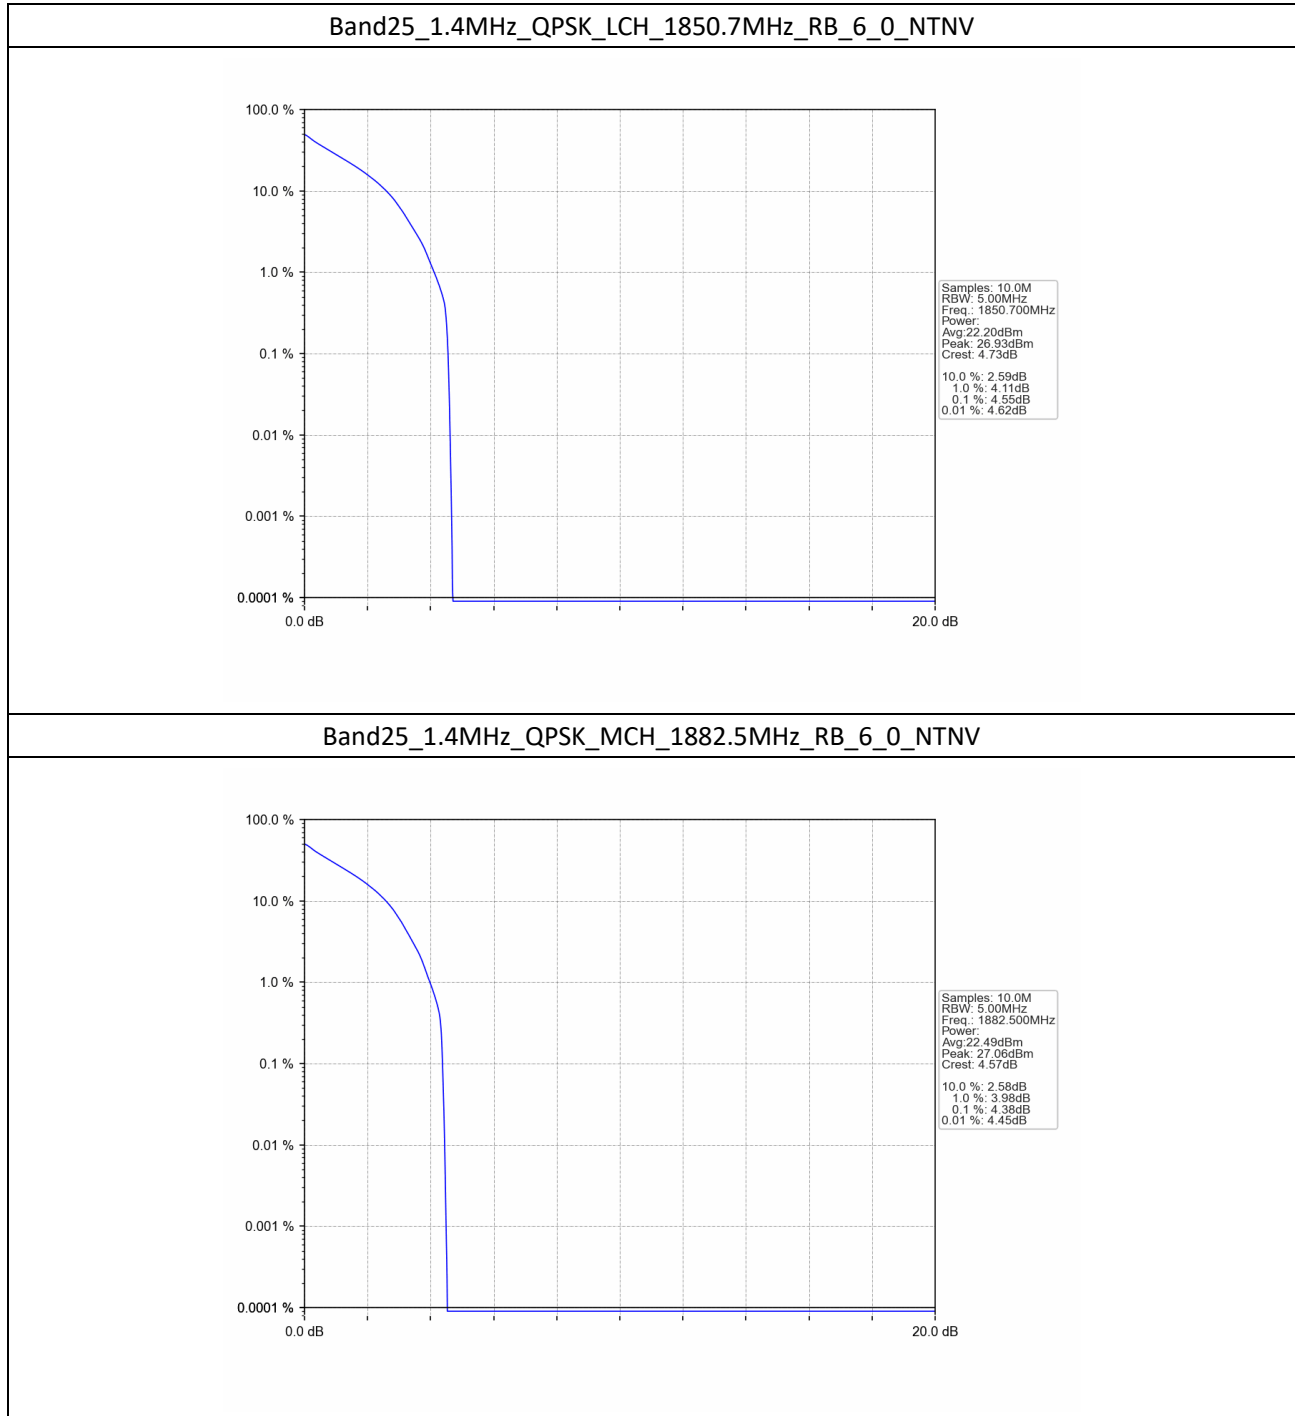 Band25_1.4MHz_QPSK_LCH_1850.7MHz_RB_6_0_NTNV
100.0 %
10.0 %
1.0 %
0.1 %
0.01 %
0.001 %
0.0001 %
0.0 dB
20.0 dB
Samples: 10.0M
RBW: 5.00MHz
Freq.: 1850.700MHz
Power:
Avg:22.20dBm
Peak: 26.93dBm
Crest: 4.73dB
10.0 %: 2.59dB
1.0 %: 4.11dB
0.1 %: 4.55dB
0.01 %: 4.62dB
Band25_1.4MHz_QPSK_MCH_1882.5MHz_RB_6_0_NTNV
100.0 %
10.0 %
1.0 %
0.1 %
0.01 %
0.001 %
0.0001 %
0.0 dB
20.0 dB
Samples: 10.0M
RBW: 5.00MHz
Freq.: 1882.500MHz
Power:
Avg:22.49dBm
Peak: 27.06dBm
Crest: 4.57dB
10.0 %: 2.58dB
1.0 %: 3.98dB
0.1 %: 4.38dB
0.01 %: 4.45dB